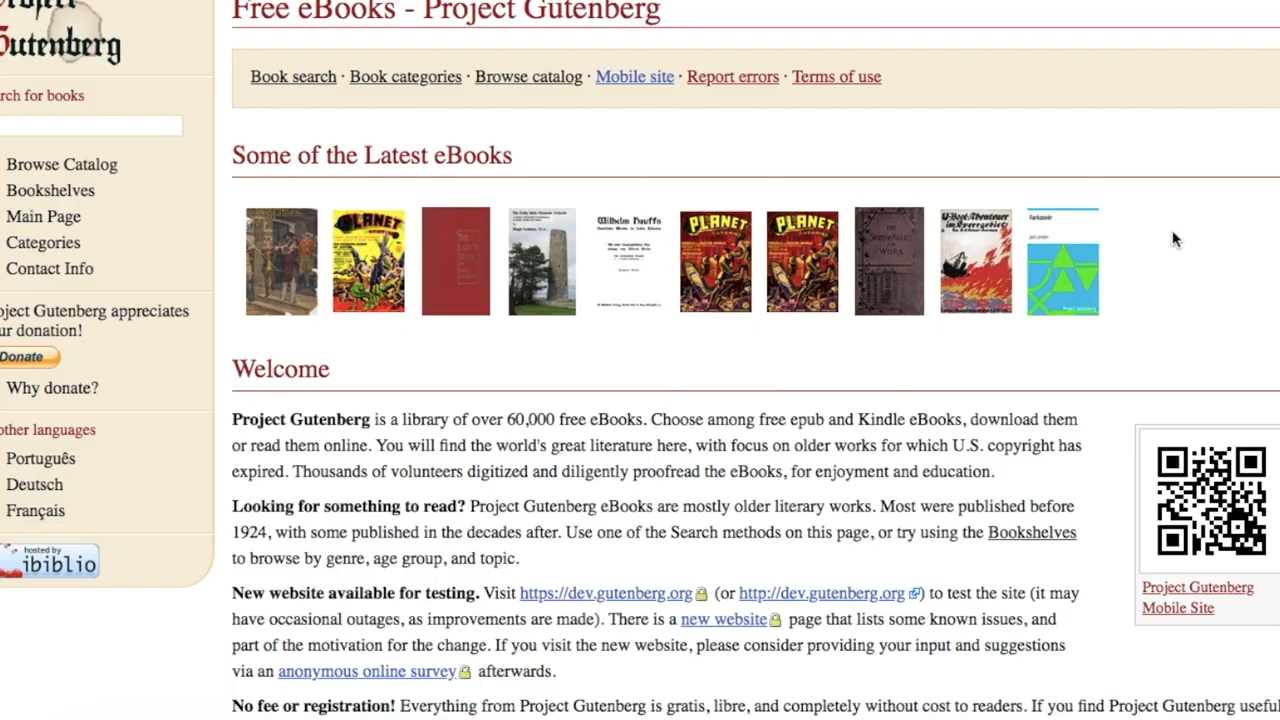 Project
Gutenberg
rch for books
Browse Catalog
Bookshelves
Main Page
Categories
Contact Info
oject Gutenberg appreciates
ur donation!
Donate
Why donate?
other languages
Português
Deutsch
Français
hosted by
ibiblio
Free eBooks - Project Gutenberg
Book search · Book categories · Browse catalog · Mobile site · Report errors · Terms of use
Some of the Latest eBooks
PLANET
Wilhelm Hauffs
PLANET
PLANET
WORK
U-Boot-Abenteuer
im Sperrgebiet
Farkasvér
Welcome
Project Gutenberg is a library of over 60,000 free eBooks. Choose among free epub and Kindle eBooks, download them
or read them online. You will find the world's great literature here, with focus on older works for which U.S. copyright has
expired. Thousands of volunteers digitized and diligently proofread the eBooks, for enjoyment and education.
Looking for something to read? Project Gutenberg eBooks are mostly older literary works. Most were published before
1924, with some published in the decades after. Use one of the Search methods on this page, or try using the Bookshelves
to browse by genre, age group, and topic.
New website available for testing. Visit https://dev.gutenberg.org (or http://dev.gutenberg.org ) to test the site (it may
have occasional outages, as improvements are made). There is a new website page that lists some known issues, and
part of the motivation for the change. If you visit the new website, please consider providing your input and suggestions
via an anonymous online survey afterwards.
No fee or registration! Everything from Project Gutenberg is gratis, libre, and completely without cost to readers. If you find Project Gutenberg useful
Project Gutenberg
Mobile Site